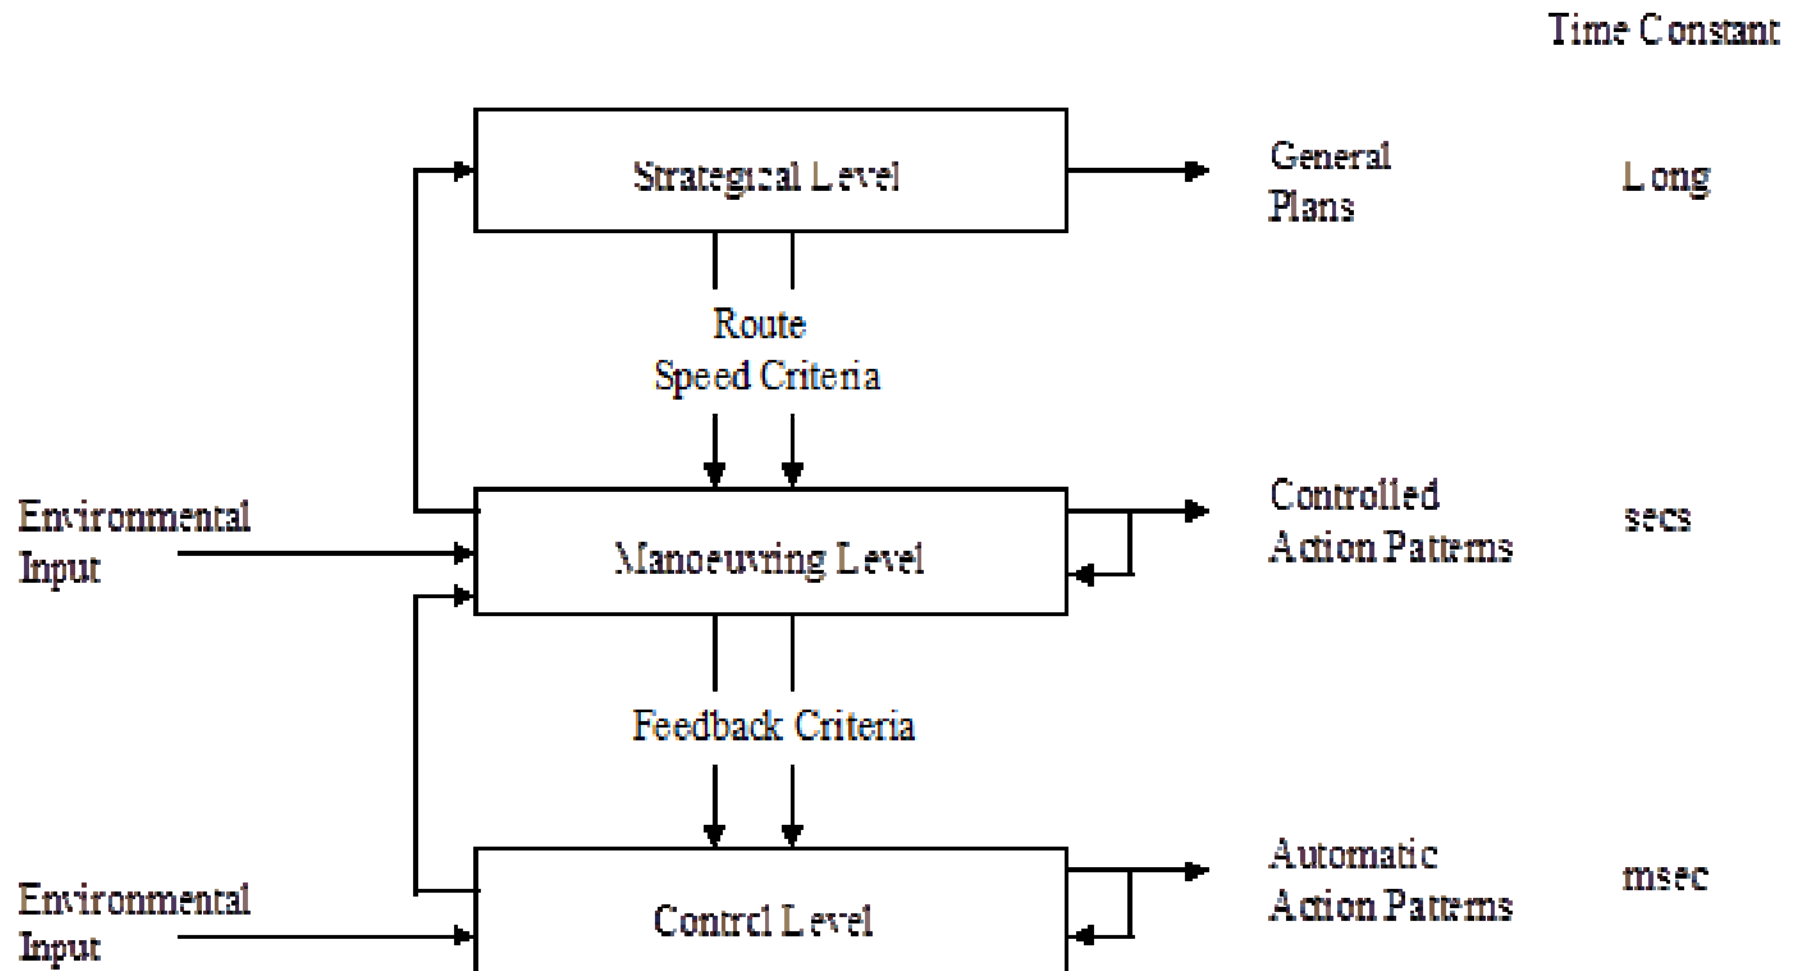 Time Constant
Strategical Level
General
Plans
Long
Route
Speed Criteria
Environmental
Input
Manoeuvring Level
Controlled
Action Patterns
secs
Feedback Criteria
Environmental
Input
Control Level
Automatic
Action Patterns
msec